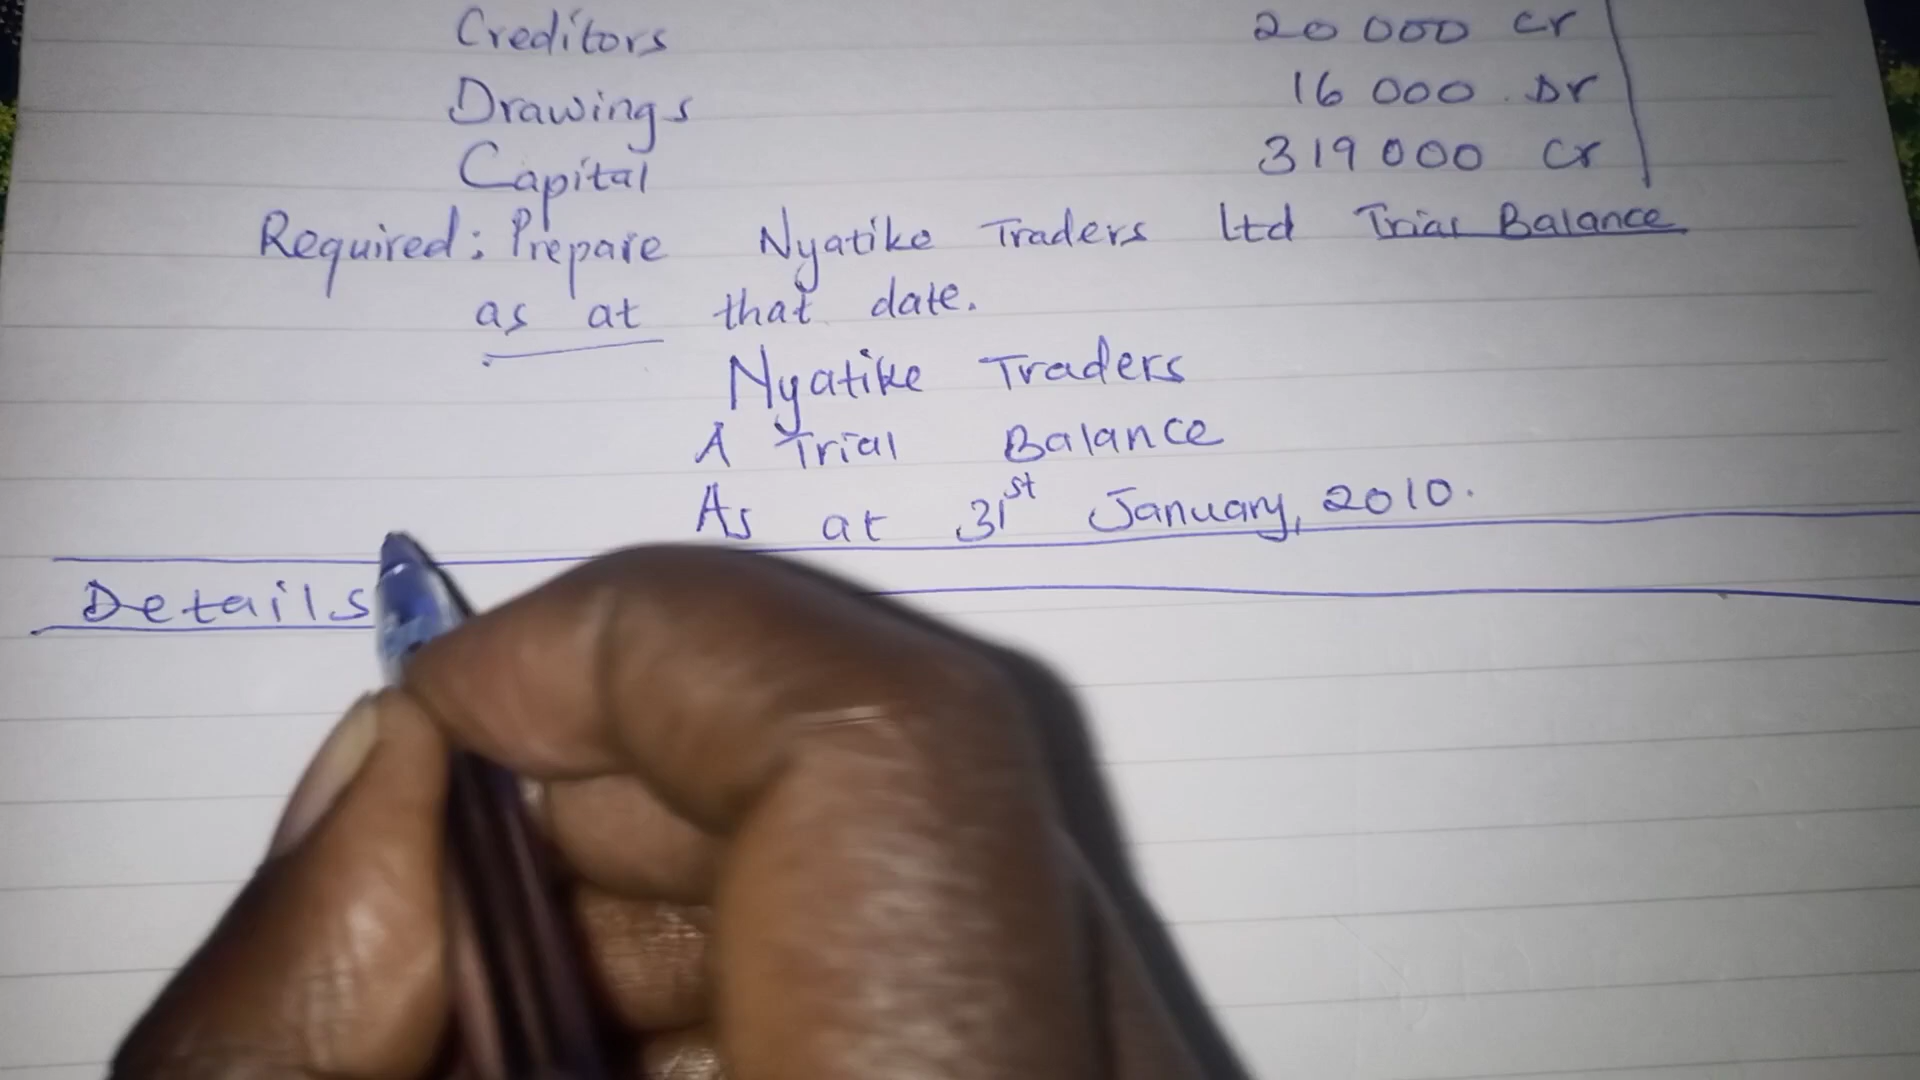 Creditors 20 000 Cr
Drawings 16 000 Dr
Capital 319 000 Cr
Required: Prepare Nyatike Traders Ltd Trial Balance
as at that date.
Nyatike Traders
A Trial Balance
As at 31st January, 2010.
Details